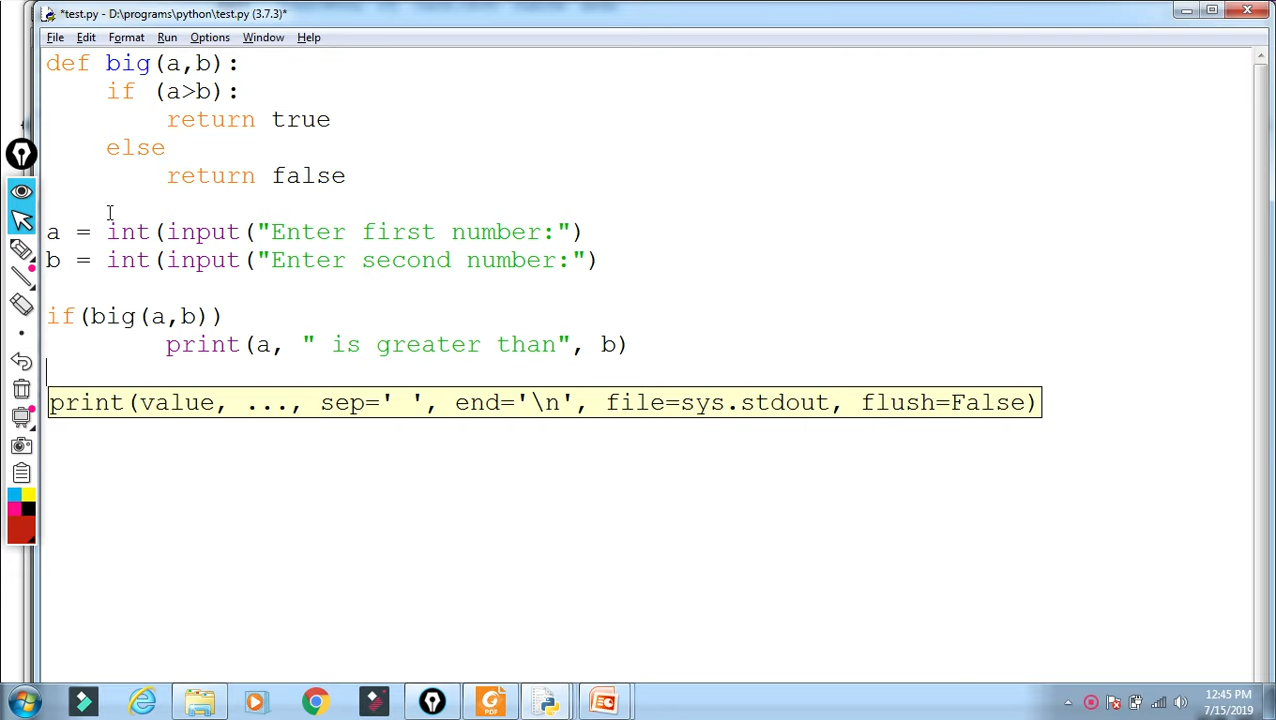 *test.py - D:\programs\python\test.py (3.7.3)*
File Edit Format Run Options Window Help
def big(a,b):
    if (a>b):
        return true
    else
        return false
a = int(input("Enter first number:")
b = int(input("Enter second number:")
if(big(a,b))
        print(a, " is greater than", b)
print(value, ..., sep=' ', end='\n', file=sys.stdout, flush=False)
PDF
12:45 PM
7/15/2019